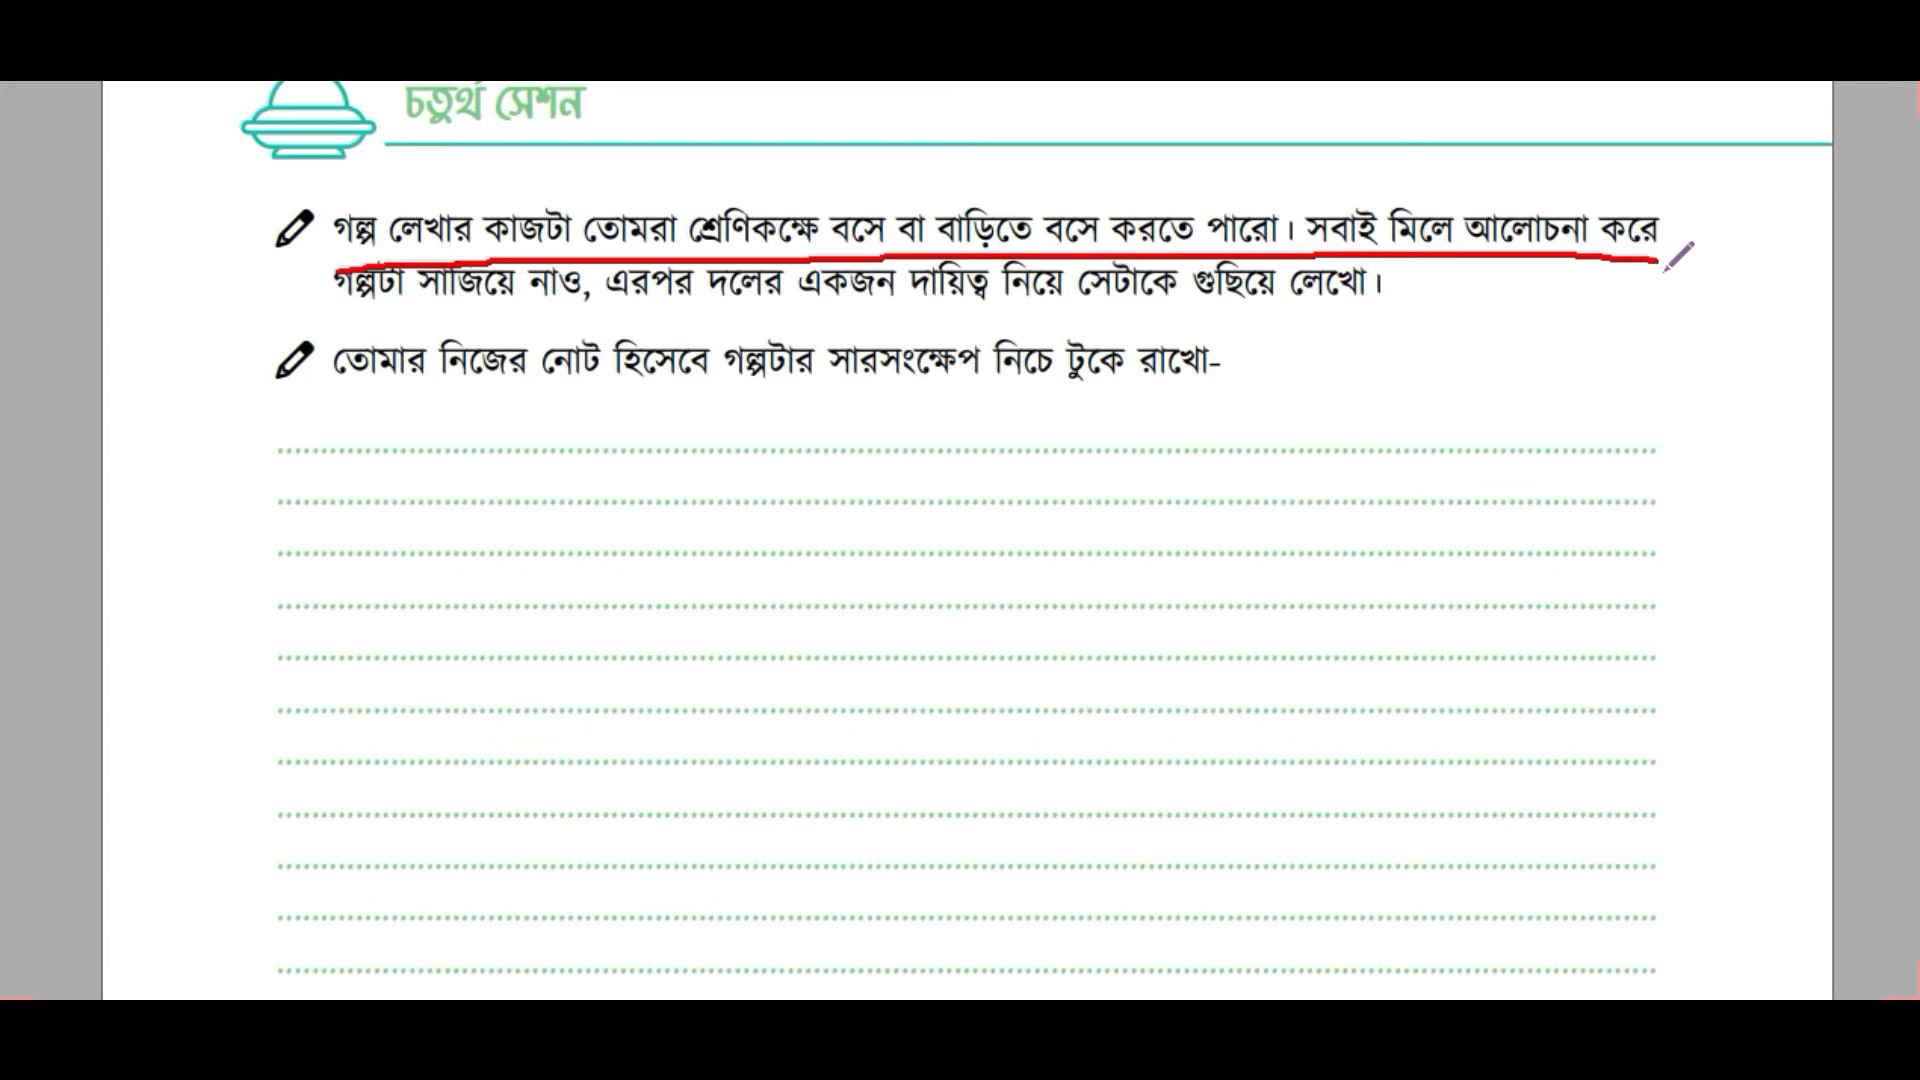 চতুর্থ সেশন
গল্প লেখার কাজটা তোমরা শ্রেণিকক্ষে বসে বা বাড়িতে বসে করতে পারো। সবাই মিলে আলোচনা করে
গল্পটা সাজিয়ে নাও, এরপর দলের একজন দায়িত্ব নিয়ে সেটাকে গুছিয়ে লেখো।
তোমার নিজের নোট হিসেবে গল্পটার সারসংক্ষেপ নিচে টুকে রাখো-